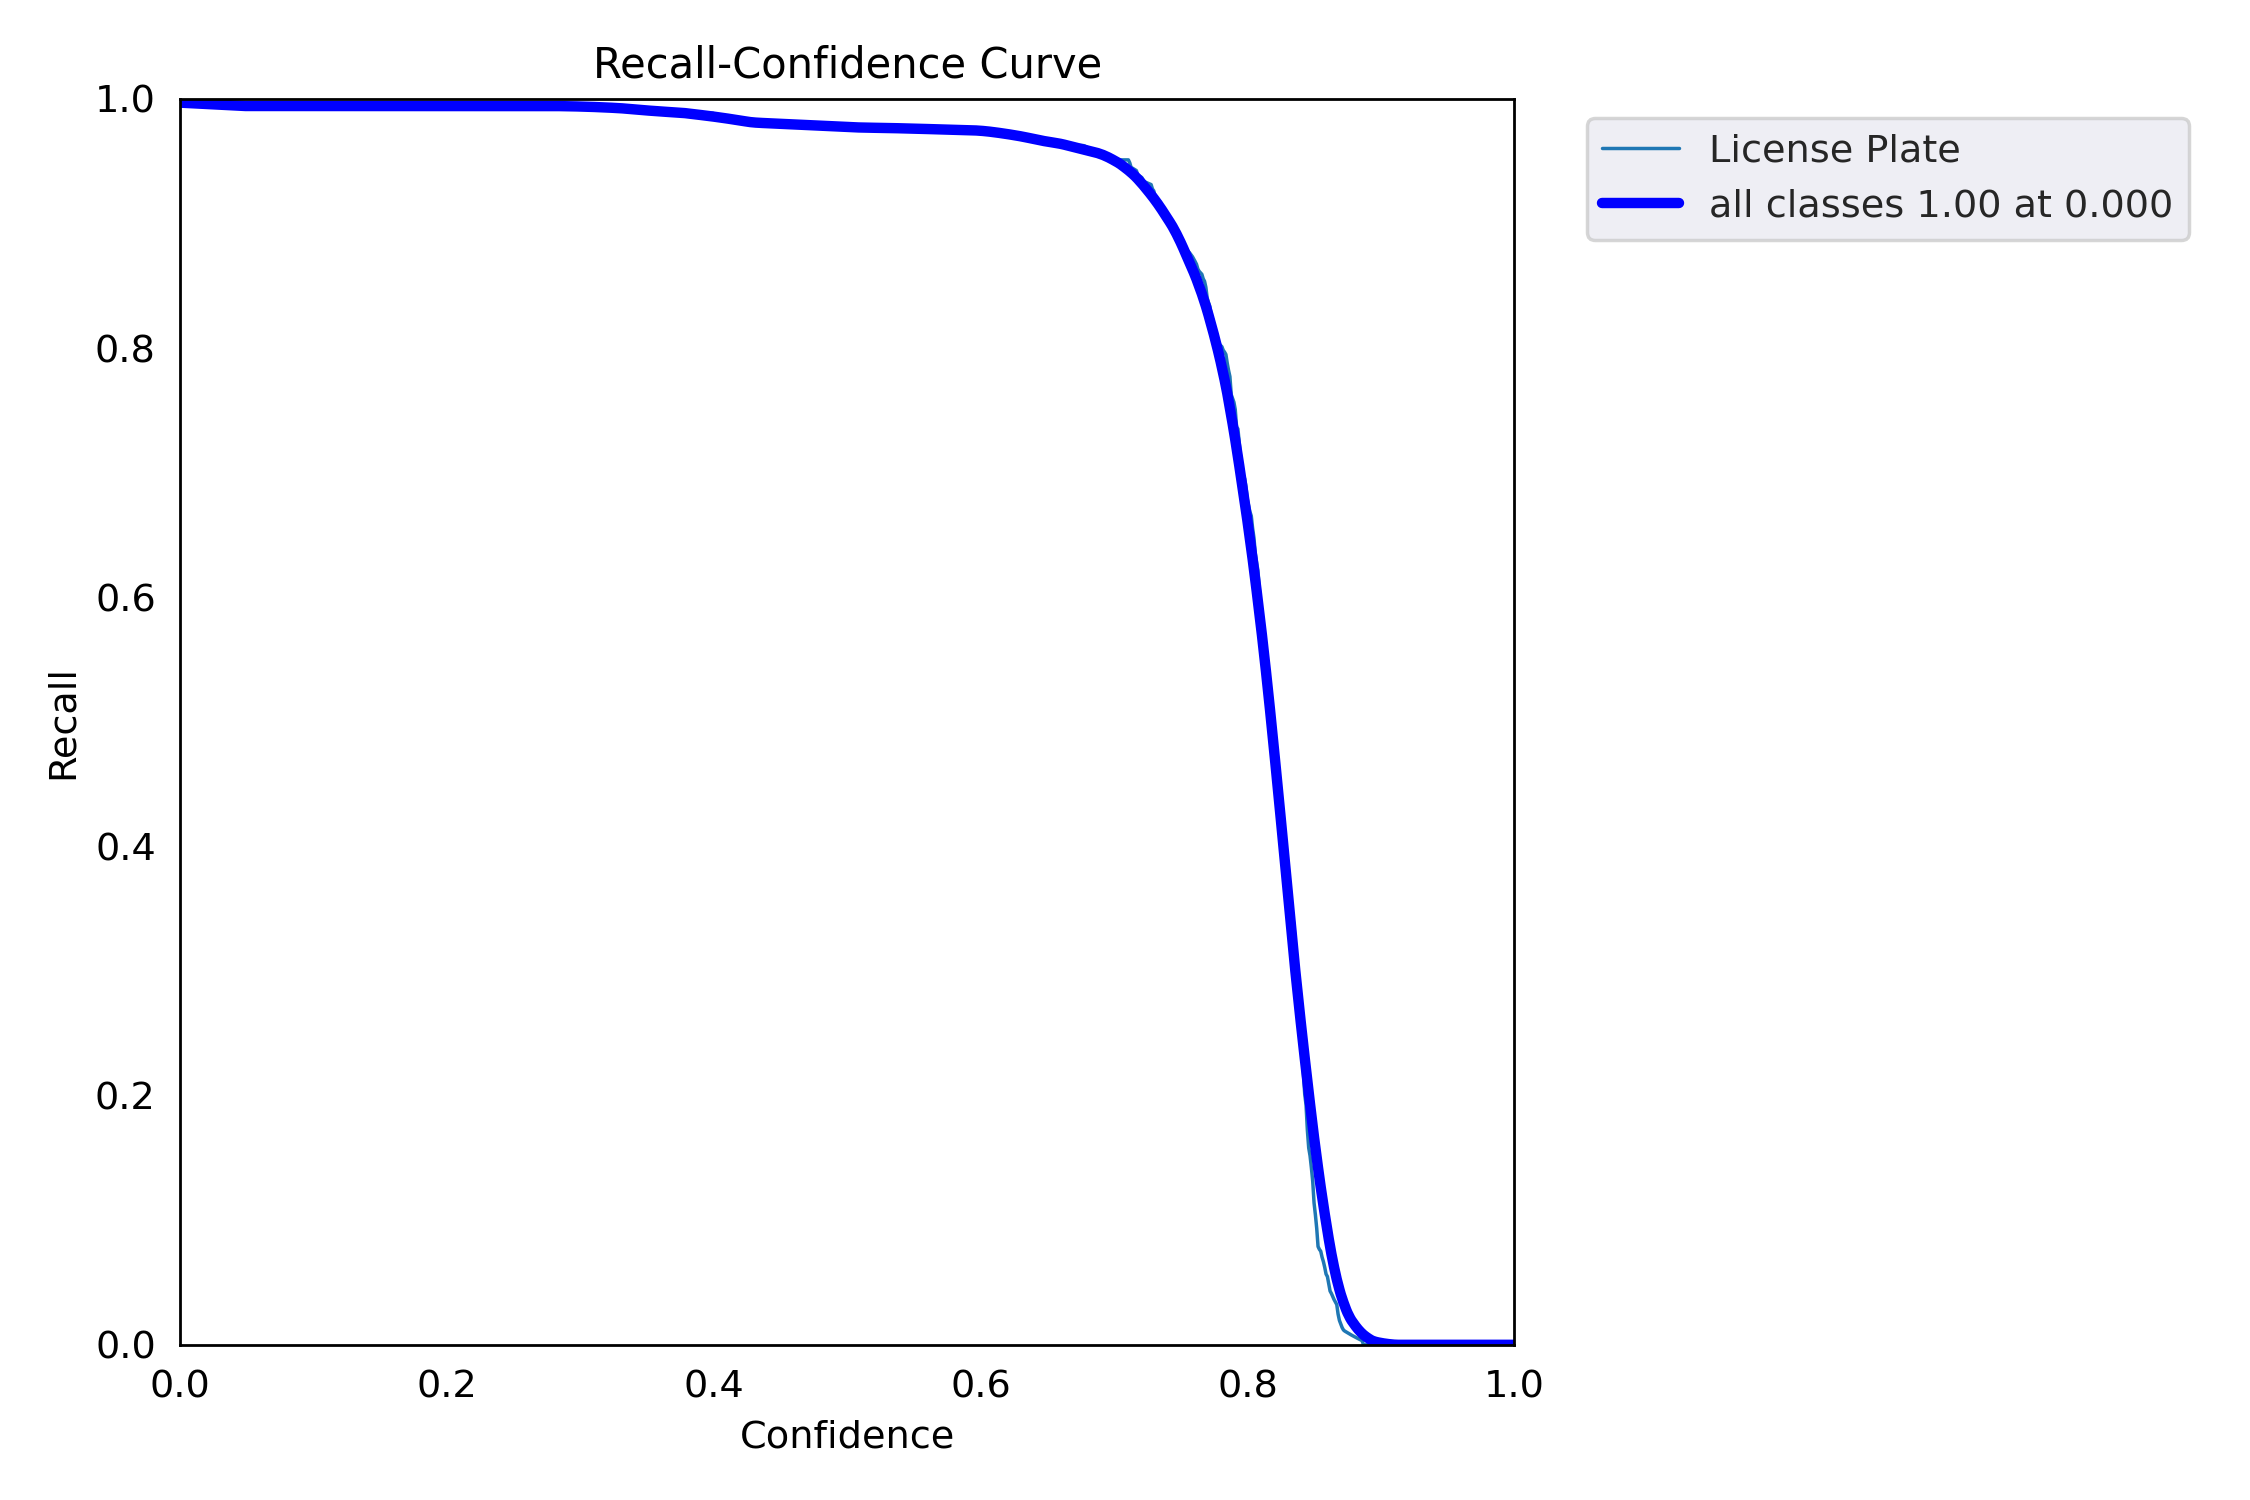 Recall-Confidence Curve
1.0
0.8
0.6
0.4
0.2
0.0
Recall
0.0 0.2 0.4 0.6 0.8 1.0
Confidence
License Plate
all classes 1.00 at 0.000